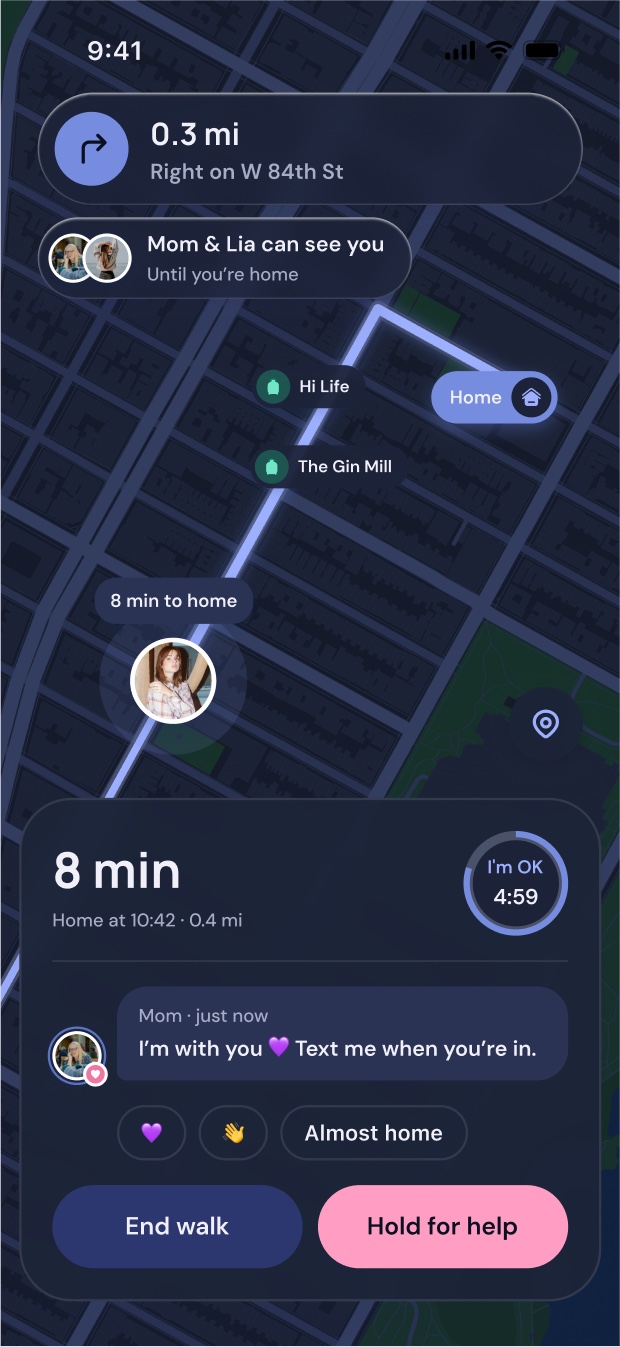 9:41
0.3 mi
Right on W 84th St
Mom & Lia can see you
Until you’re home
Hi Life
Home
The Gin Mill
8 min to home
8 min
Home at 10:42 · 0.4 mi
I'm OK
4:59
Mom · just now
I’m with you 💜 Text me when you’re in.
💜
👋
Almost home
End walk
Hold for help